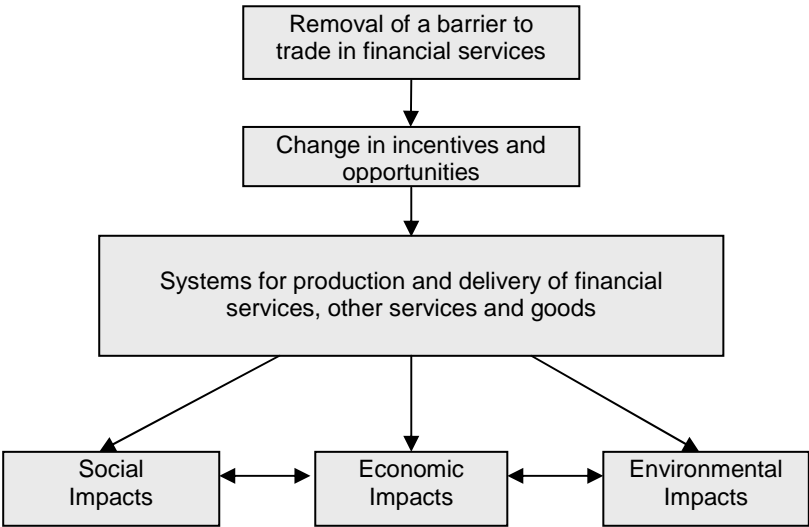 Removal of a barrier to
trade in financial services
Change in incentives and
opportunities
Systems for production and delivery of financial
services, other services and goods
Social
Impacts
Economic
Impacts
Environmental
Impacts